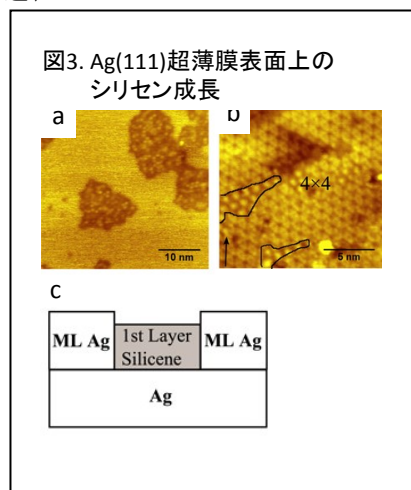 図3. Ag(111)超薄膜表面上の
シリセン成長
a
b
10 nm
4×4
5 nm
c
ML Ag
1st Layer
Silicene
ML Ag
Ag